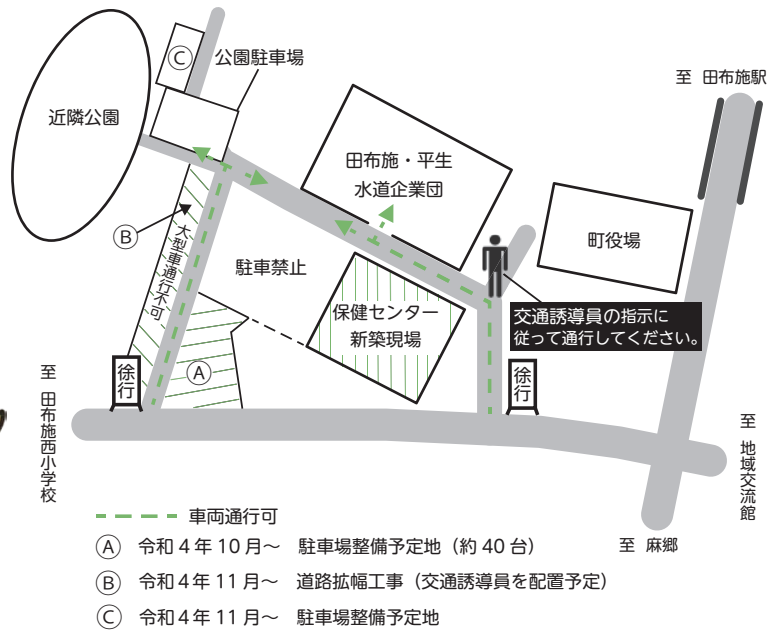 Ⓒ
公園駐車場
至 田布施駅
近隣公園
田布施・平生
水道企業団
町役場
Ⓑ
大型車通行不可
駐車禁止
保健センター
新築現場
交通誘導員の指示に
従って通行してください。
Ⓐ
徐行
徐行
至 田布施西小学校
至 地域交流館
車両通行可
至 麻郷
Ⓐ 令和4年10月～ 駐車場整備予定地（約40台）
Ⓑ 令和4年11月～ 道路拡幅工事（交通誘導員を配置予定）
Ⓒ 令和4年11月～ 駐車場整備予定地